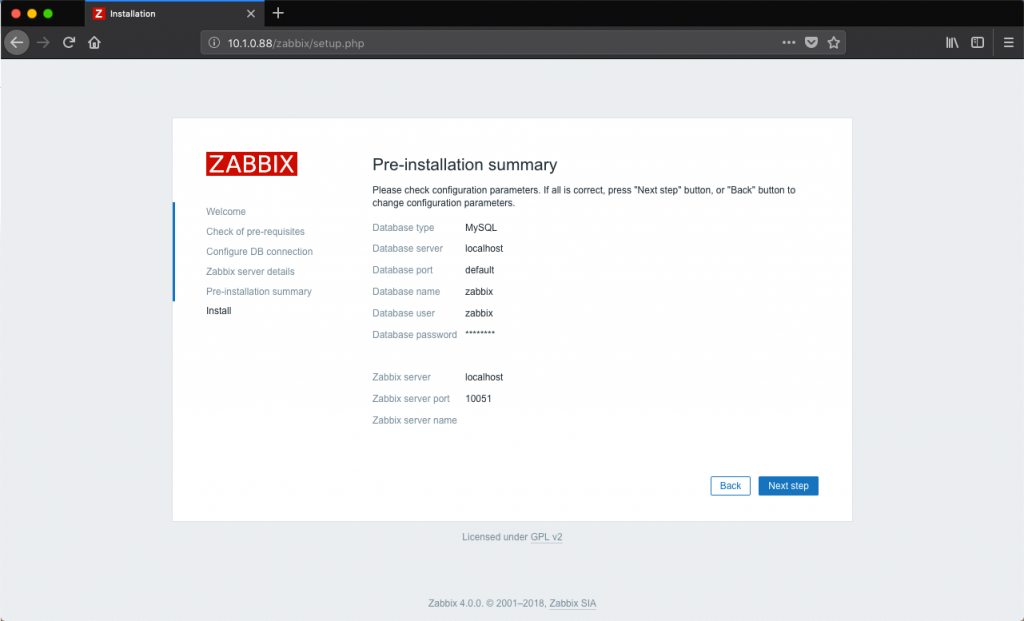 Z Installation
10.1.0.88/zabbix/setup.php
ZABBIX
Welcome
Check of pre-requisites
Configure DB connection
Zabbix server details
Pre-installation summary
Install
Pre-installation summary
Please check configuration parameters. If all is correct, press "Next step" button, or "Back" button to
change configuration parameters.
Database type MySQL
Database server localhost
Database port default
Database name zabbix
Database user zabbix
Database password ********
Zabbix server localhost
Zabbix server port 10051
Zabbix server name
Back Next step
Licensed under GPL v2
Zabbix 4.0.0. © 2001–2018, Zabbix SIA